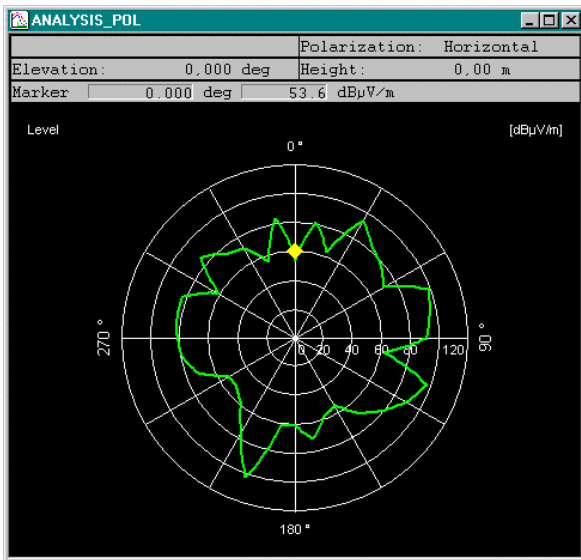 ANALYSIS_POL
Polarization: Horizontal
Elevation: 0,000 deg Height: 0,00 m
Marker 0.000 deg 53.6 dBµV/m
Level [dBµV/m]
0°
270° 0 20 40 60 80 120 90°
180°